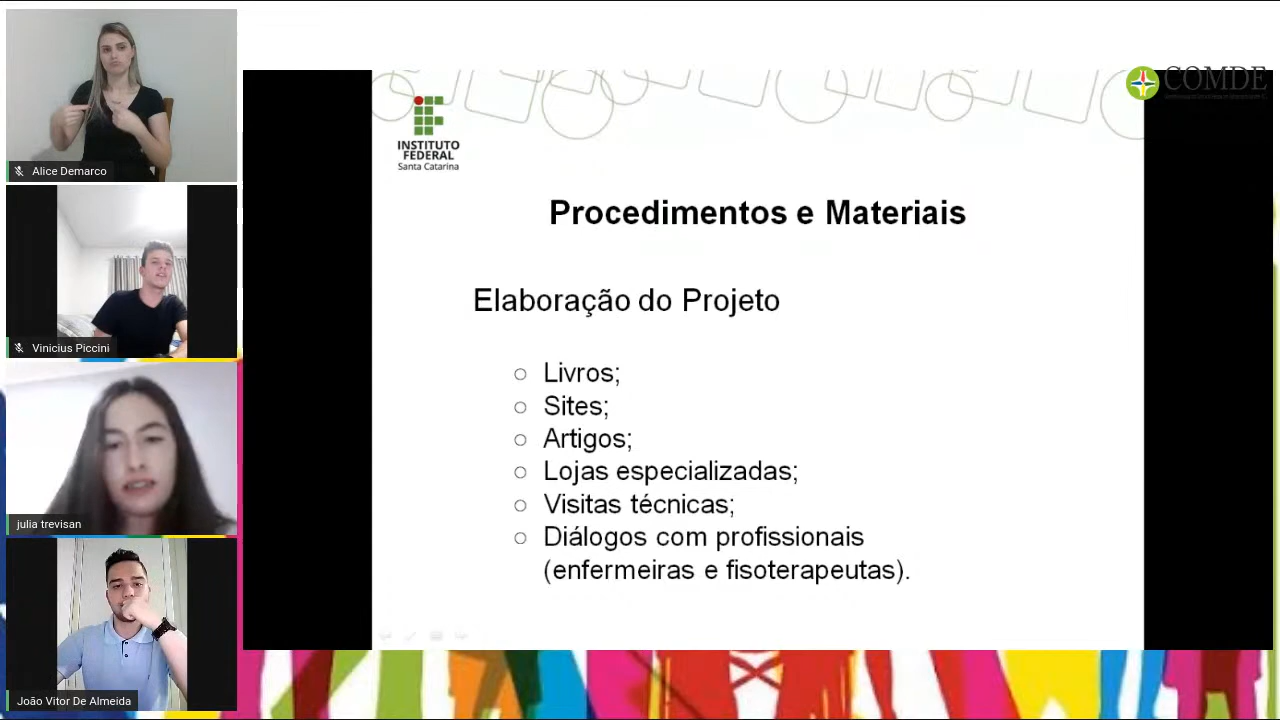 Alice Demarco
Vinicius Piccini
julia trevisan
João Vitor De Almeida
COMDE
INSTITUTO
FEDERAL
Santa Catarina
Procedimentos e Materiais
Elaboração do Projeto
○ Livros;
○ Sites;
○ Artigos;
○ Lojas especializadas;
○ Visitas técnicas;
○ Diálogos com profissionais
(enfermeiras e fisoterapeutas).